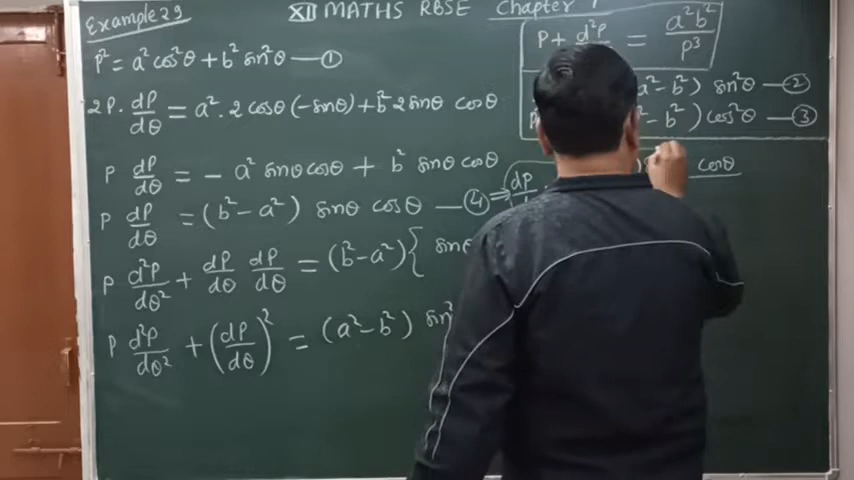 Example 29
XII MATHS RBSE Chapter 7
P + d²P = a²b²/P³
P² = a² cos²θ + b² sin²θ — ①
a² - b²) sin²θ — ②
2P. dP/dθ = a². 2 cosθ (-sinθ) + b² 2 sinθ cosθ
- b²) cos²θ — ③
P dP/dθ = - a² sinθ cosθ + b² sinθ cosθ
P dP/dθ = (b² - a²) sinθ cosθ — ④ ⇒ dP cosθ
P d²P/dθ² + dP/dθ dP/dθ = (b² - a²) {
P d²P/dθ² + (dP/dθ)² = (a² - b²) sin²